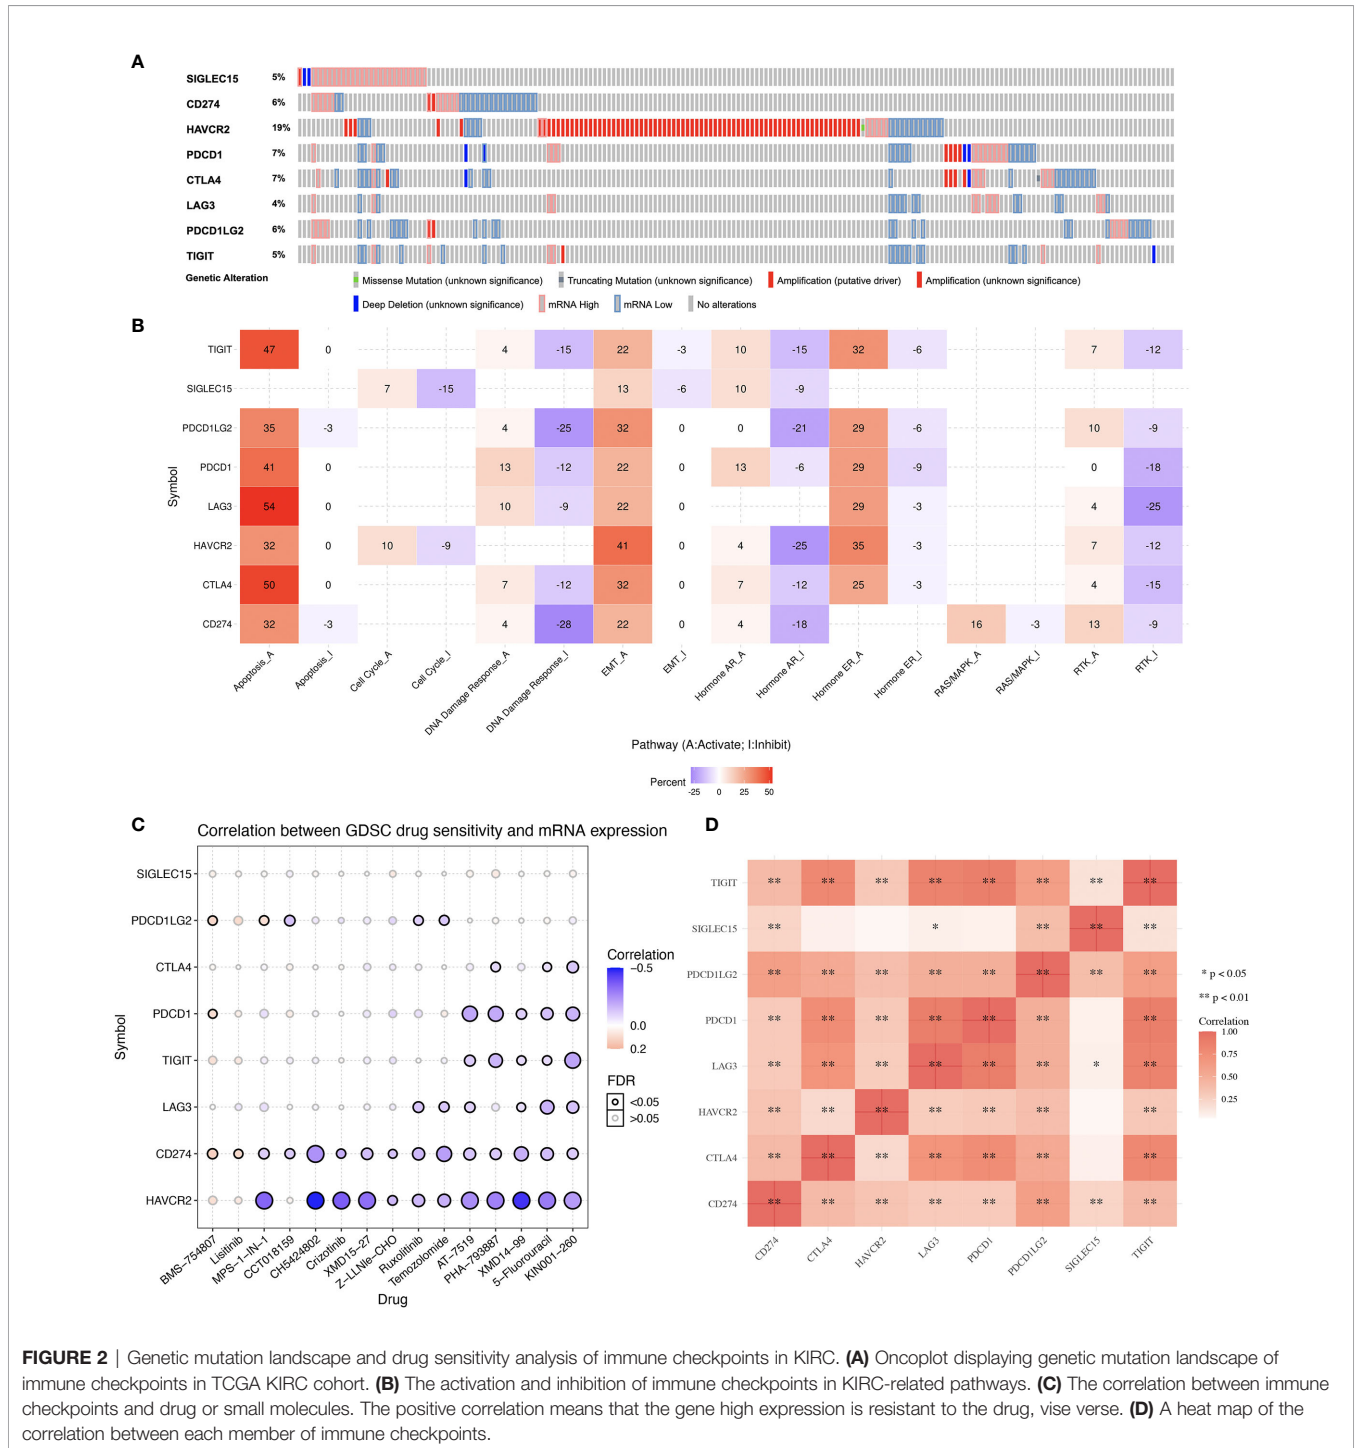 A
SIGLEC15 5%
CD274 6%
HAVCR2 19%
PDCD1 7%
CTLA4 7%
LAG3 4%
PDCD1LG2 6%
TIGIT 5%
Genetic Alteration
Missense Mutation (unknown significance) Truncating Mutation (unknown significance) Amplification (putative driver) Amplification (unknown significance)
Deep Deletion (unknown significance) mRNA High mRNA Low No alterations
B
Symbol
TIGIT 47 0 4 -15 22 -3 10 -15 32 -6 7 -12
SIGLEC15 7 -15 13 -6 10 -9
PDCD1LG2 35 -3 4 -25 32 0 0 -21 29 -6 10 -9
PDCD1 41 0 13 -12 22 0 13 -6 29 -9 0 -18
LAG3 54 0 10 -9 22 0 29 -3 4 -25
HAVCR2 32 0 10 -9 41 0 4 -25 35 -3 7 -12
CTLA4 50 0 7 -12 32 0 7 -12 25 -3 4 -15
CD274 32 -3 4 -28 22 0 4 -18 16 -3 13 -9
Apoptosis_A Apoptosis_I Cell Cycle_A Cell Cycle_I DNA Damage Response_A DNA Damage Response_I EMT_A EMT_I Hormone AR_A Hormone AR_I Hormone ER_A Hormone ER_I RAS/MAPK_A RAS/MAPK_I RTK_A RTK_I
Pathway (A:Activate; I:Inhibit)
Percent
-25 0 25 50
C
Correlation between GDSC drug sensitivity and mRNA expression
Symbol
SIGLEC15
PDCD1LG2
CTLA4
PDCD1
TIGIT
LAG3
CD274
HAVCR2
BMS-754807 Lisitinib MPS-1-IN-1 CCT018159 CH5424802 Crizotinib XMD15-27 Z-LLNle-CHO Ruxolitinib Temozolomide AT-7519 PHA-793887 XMD14-99 5-Fluorouracil KIN001-260
Drug
Correlation
-0.5
0.0
0.2
FDR
<0.05
>0.05
D
TIGIT ** ** ** ** ** ** ** **
SIGLEC15 ** * ** ** **
PDCD1LG2 ** ** ** ** ** ** ** **
PDCD1 ** ** ** ** ** ** **
LAG3 ** ** ** ** ** ** * **
HAVCR2 ** ** ** ** ** ** **
CTLA4 ** ** ** ** ** ** **
CD274 ** ** ** ** ** ** ** **
CD274 CTLA4 HAVCR2 LAG3 PDCD1 PDCD1LG2 SIGLEC15 TIGIT
* p < 0.05
** p < 0.01
Correlation
1.00
0.75
0.50
0.25
FIGURE 2 | Genetic mutation landscape and drug sensitivity analysis of immune checkpoints in KIRC. (A) Oncoplot displaying genetic mutation landscape of
immune checkpoints in TCGA KIRC cohort. (B) The activation and inhibition of immune checkpoints in KIRC-related pathways. (C) The correlation between immune
checkpoints and drug or small molecules. The positive correlation means that the gene high expression is resistant to the drug, vise verse. (D) A heat map of the
correlation between each member of immune checkpoints.